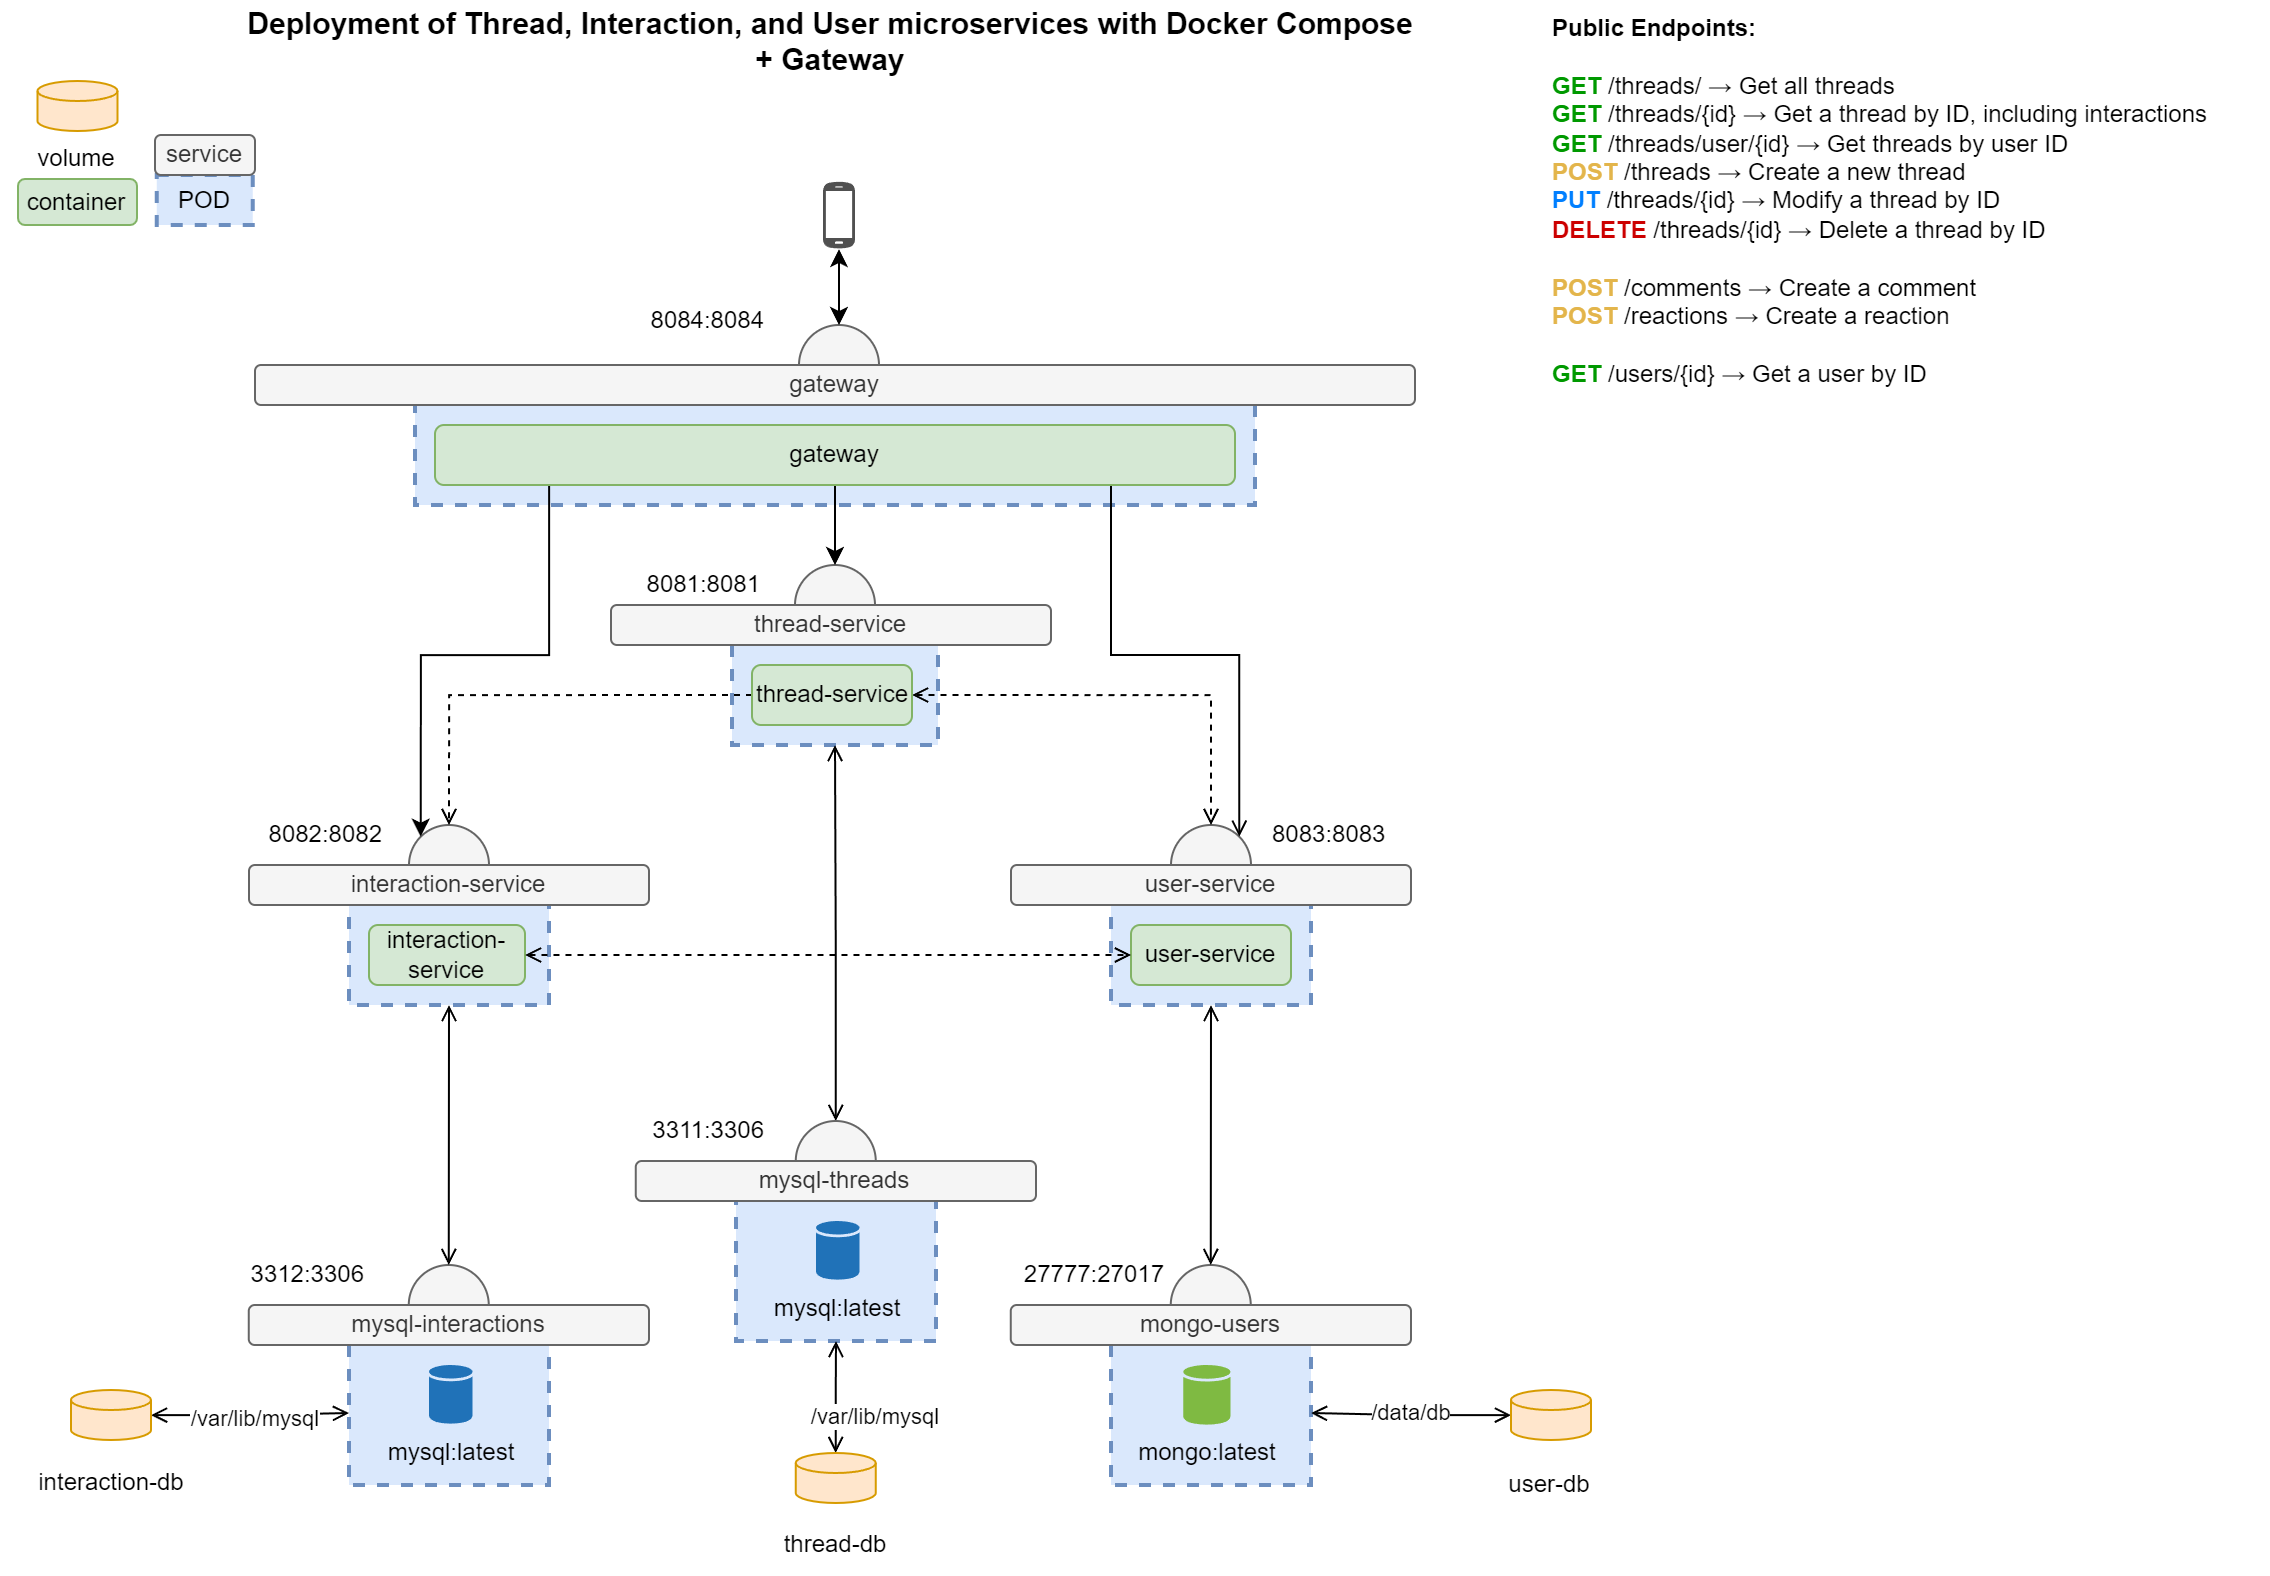 Deployment of Thread, Interaction, and User microservices with Docker Compose
+ Gateway
volume
service
container
POD
Public Endpoints:
GET /threads/ → Get all threads
GET /threads/{id} → Get a thread by ID, including interactions
GET /threads/user/{id} → Get threads by user ID
POST /threads → Create a new thread
PUT /threads/{id} → Modify a thread by ID
DELETE /threads/{id} → Delete a thread by ID
POST /comments → Create a comment
POST /reactions → Create a reaction
GET /users/{id} → Get a user by ID
8084:8084
gateway
gateway
8081:8081
thread-service
thread-service
8082:8082
8083:8083
interaction-service
user-service
interaction-
service
user-service
3311:3306
mysql-threads
mysql:latest
3312:3306
27777:27017
mysql-interactions
mongo-users
/var/lib/mysql
/var/lib/mysql
/data/db
mysql:latest
mongo:latest
interaction-db
user-db
thread-db